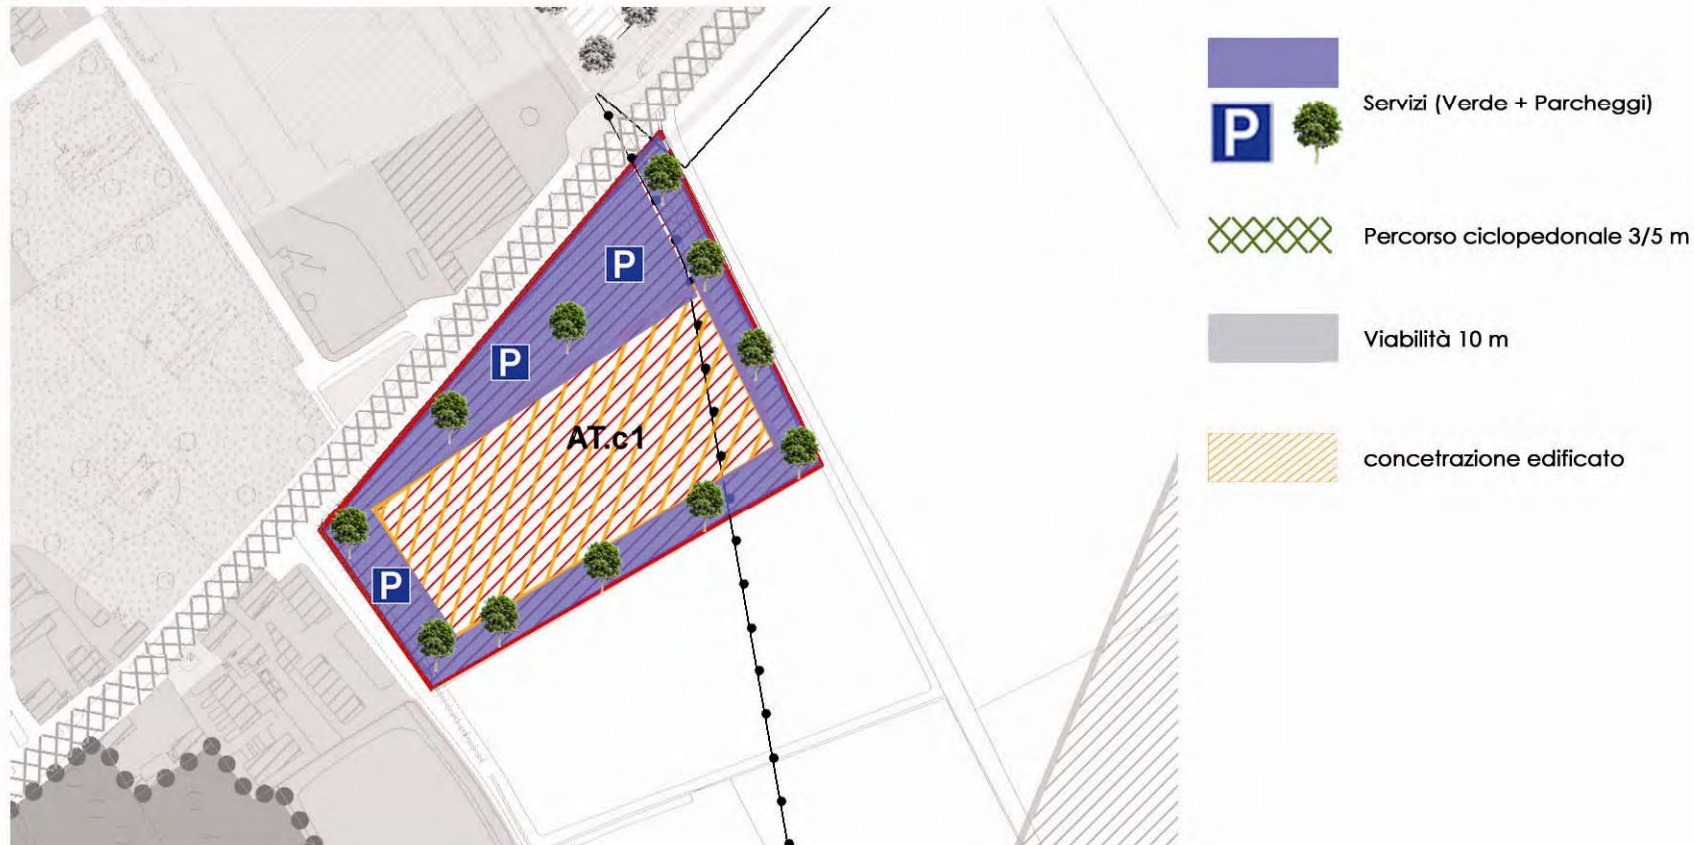 P
Servizi (Verde + Parcheggi)
P
Percorso ciclopedonale 3/5 m
P
Viabilità 10 m
AT.c1
concetrazione edificato
P